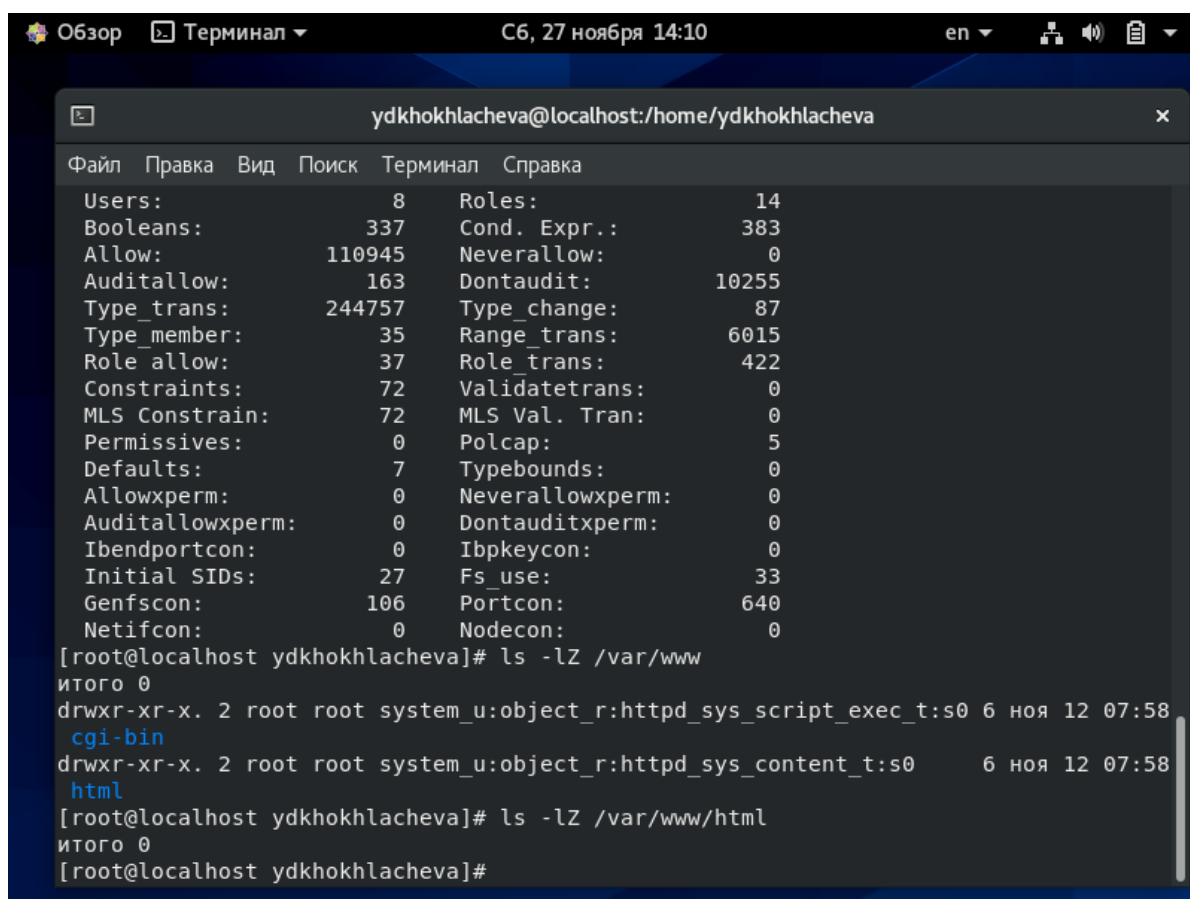 Обзор Терминал Сб, 27 ноября 14:10 en
ydkhokhlacheva@localhost:/home/ydkhokhlacheva ×
Файл Правка Вид Поиск Терминал Справка
Users: 8 Roles: 14
Booleans: 337 Cond. Expr.: 383
Allow: 110945 Neverallow: 0
Auditallow: 163 Dontaudit: 10255
Type_trans: 244757 Type_change: 87
Type_member: 35 Range_trans: 6015
Role allow: 37 Role_trans: 422
Constraints: 72 Validatetrans: 0
MLS Constrain: 72 MLS Val. Tran: 0
Permissives: 0 Polcap: 5
Defaults: 7 Typebounds: 0
Allowxperm: 0 Neverallowxperm: 0
Auditallowxperm: 0 Dontauditxperm: 0
Ibendportcon: 0 Ibpkeycon: 0
Initial SIDs: 27 Fs_use: 33
Genfscon: 106 Portcon: 640
Netifcon: 0 Nodecon: 0
[root@localhost ydkhokhlacheva]# ls -lZ /var/www
итого 0
drwxr-xr-x. 2 root root system_u:object_r:httpd_sys_script_exec_t:s0 6 ноя 12 07:58
cgi-bin
drwxr-xr-x. 2 root root system_u:object_r:httpd_sys_content_t:s0 6 ноя 12 07:58
html
[root@localhost ydkhokhlacheva]# ls -lZ /var/www/html
итого 0
[root@localhost ydkhokhlacheva]#